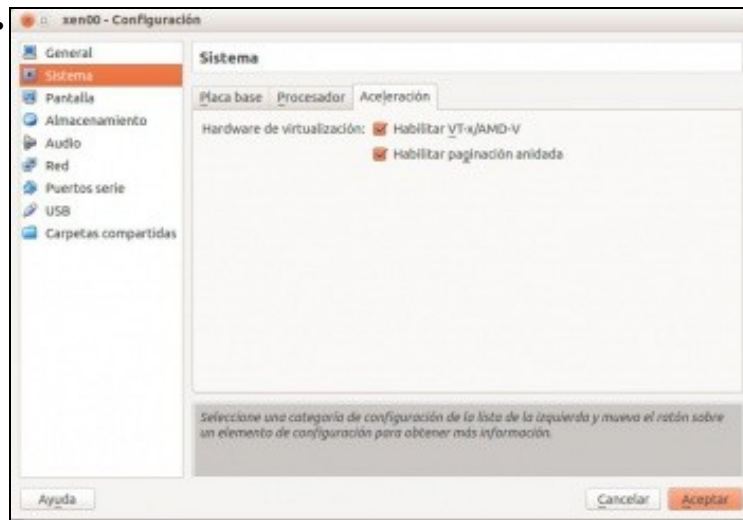 xen00 - Configuración
General
Sistema
Pantalla
Almacenamiento
Audio
Red
Puertos serie
USB
Carpetas compartidas
Sistema
Placa base Procesador Aceleración
Hardware de virtualización: Habilitar VT-x/AMD-V
Habilitar paginación anidada
Seleccione una categoría de configuración de la lista de la izquierda y mueva el ratón sobre
un elemento de configuración para obtener más información.
Ayuda Cancelar Aceptar